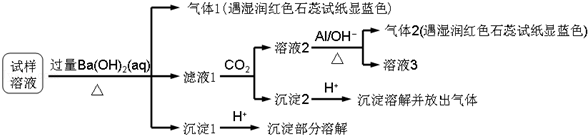 气体1(遇湿润红色石蕊试纸显蓝色)
试样溶液
过量Ba(OH)₂(aq)
△
滤液1
CO₂
溶液2
Al/OH⁻
△
气体2(遇湿润红色石蕊试纸显蓝色)
溶液3
沉淀2
H⁺
沉淀溶解并放出气体
沉淀1
H⁺
沉淀部分溶解